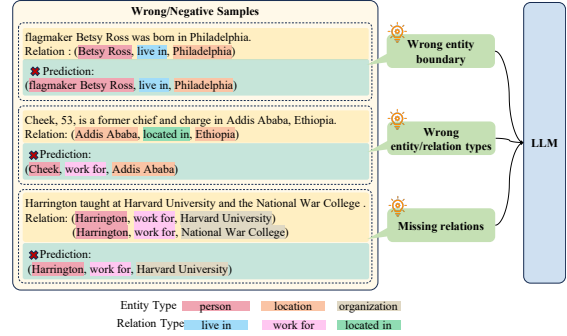 Wrong/Negative Samples
flagmaker Betsy Ross was born in Philadelphia.
Relation : (Betsy Ross, live in, Philadelphia)
Prediction:
(flagmaker Betsy Ross, live in, Philadelphia)
Wrong entity
boundary
Cheek, 53, is a former chief and charge in Addis Ababa, Ethiopia.
Relation: (Addis Ababa, located in, Ethiopia)
Prediction:
(Cheek, work for, Addis Ababa)
Wrong
entity/relation types
LLM
Harrington taught at Harvard University and the National War College .
Relation: (Harrington, work for, Harvard University)
(Harrington, work for, National War College)
Prediction:
(Harrington, work for, Harvard University)
Missing relations
Entity Type person location organization
Relation Type live in work for located in